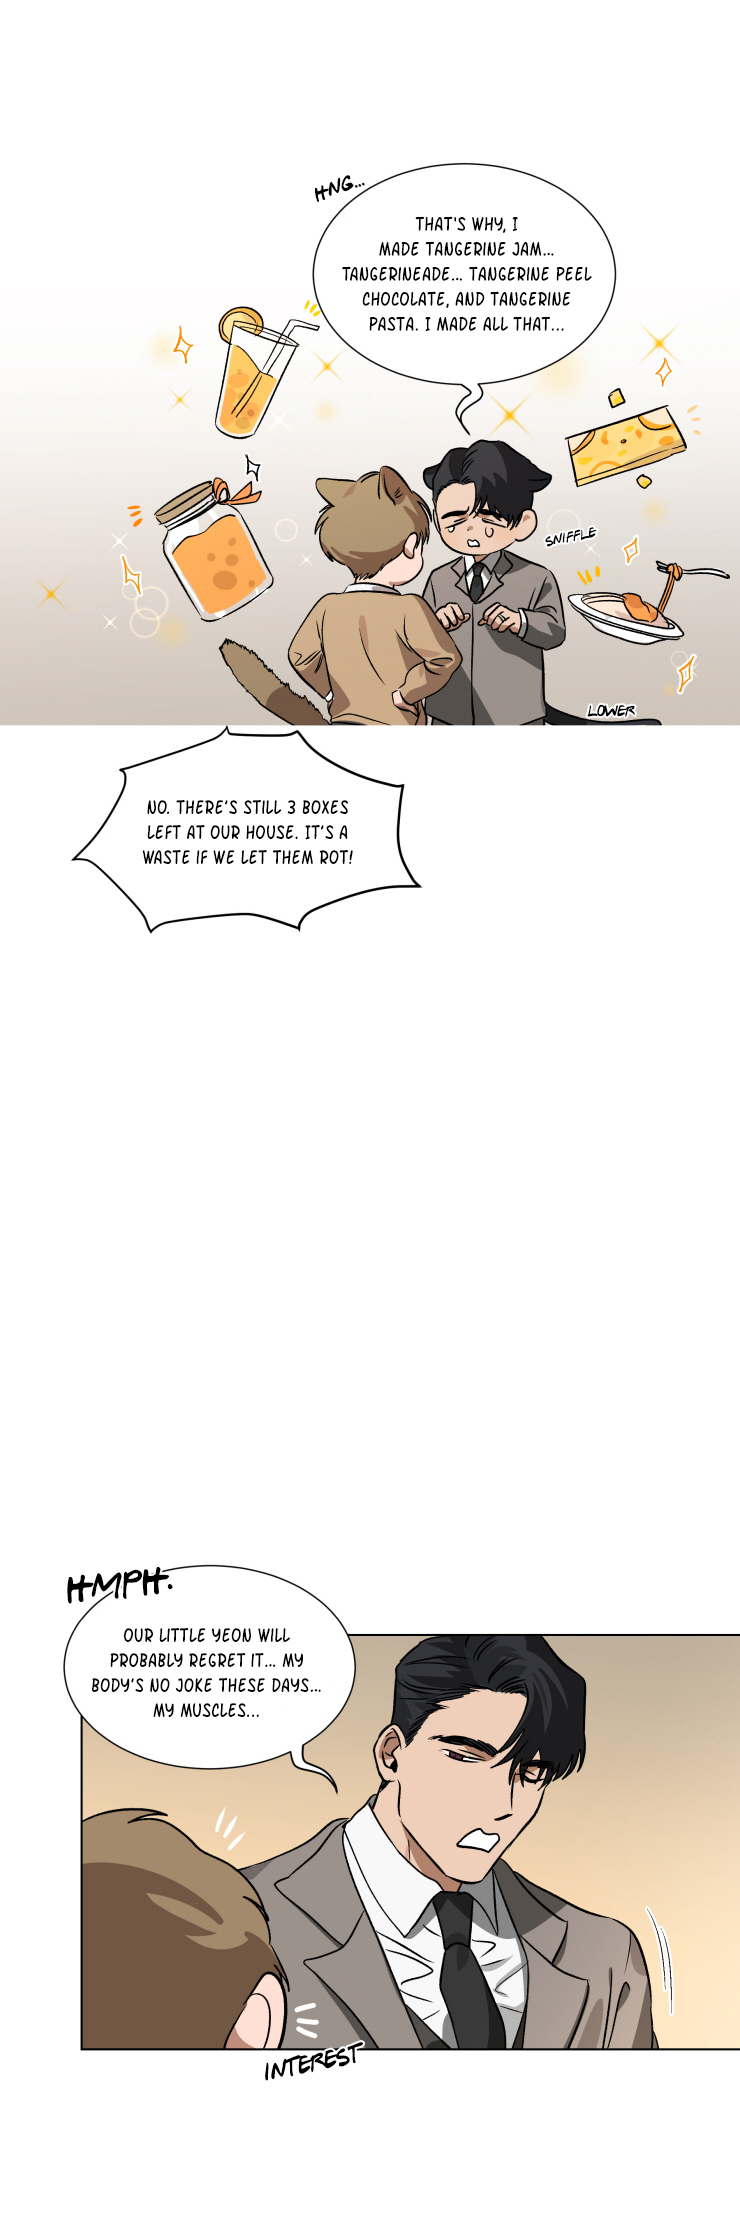 HNG...
THAT'S WHY, I
MADE TANGERINE JAM...
TANGERINEADE... TANGERINE PEEL
CHOCOLATE, AND TANGERINE
PASTA. I MADE ALL THAT...
SNIFFLE
LOWER
NO. THERE'S STILL 3 BOXES
LEFT AT OUR HOUSE. IT'S A
WASTE IF WE LET THEM ROT!
HMPH.
OUR LITTLE YEON WILL
PROBABLY REGRET IT... MY
BODY'S NO JOKE THESE DAYS...
MY MUSCLES...
INTEREST